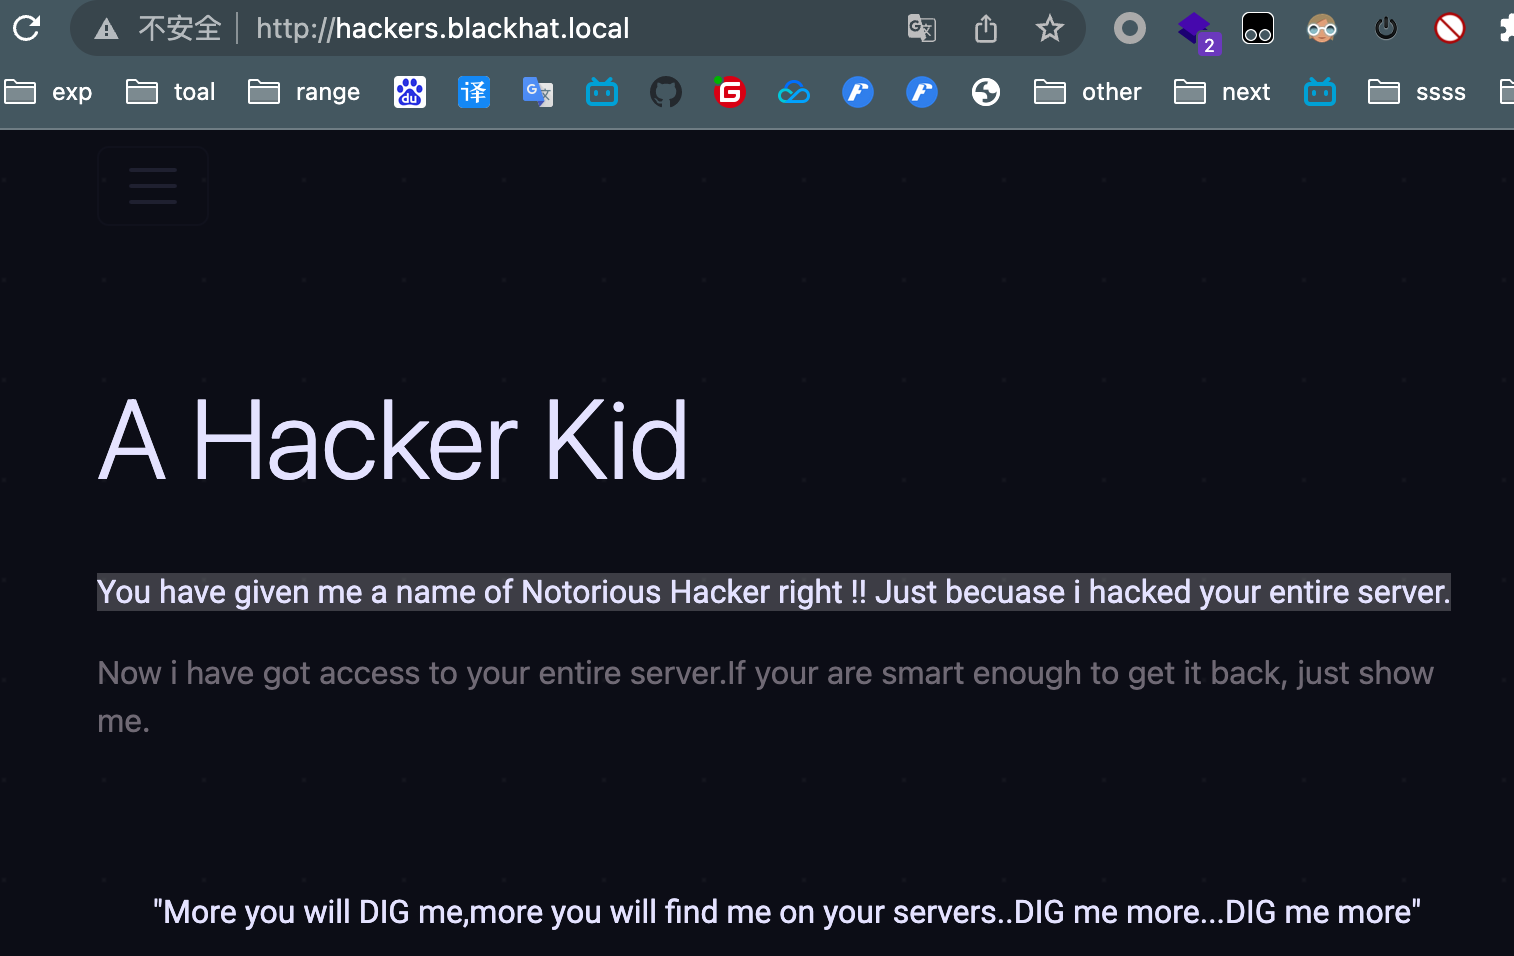 不安全 http://hackers.blackhat.local
2
exp toal range du 译 G 文 G other next ssss
A Hacker Kid
You have given me a name of Notorious Hacker right !! Just becuase i hacked your entire server.
Now i have got access to your entire server.If your are smart enough to get it back, just show
me.
"More you will DIG me,more you will find me on your servers..DIG me more...DIG me more"